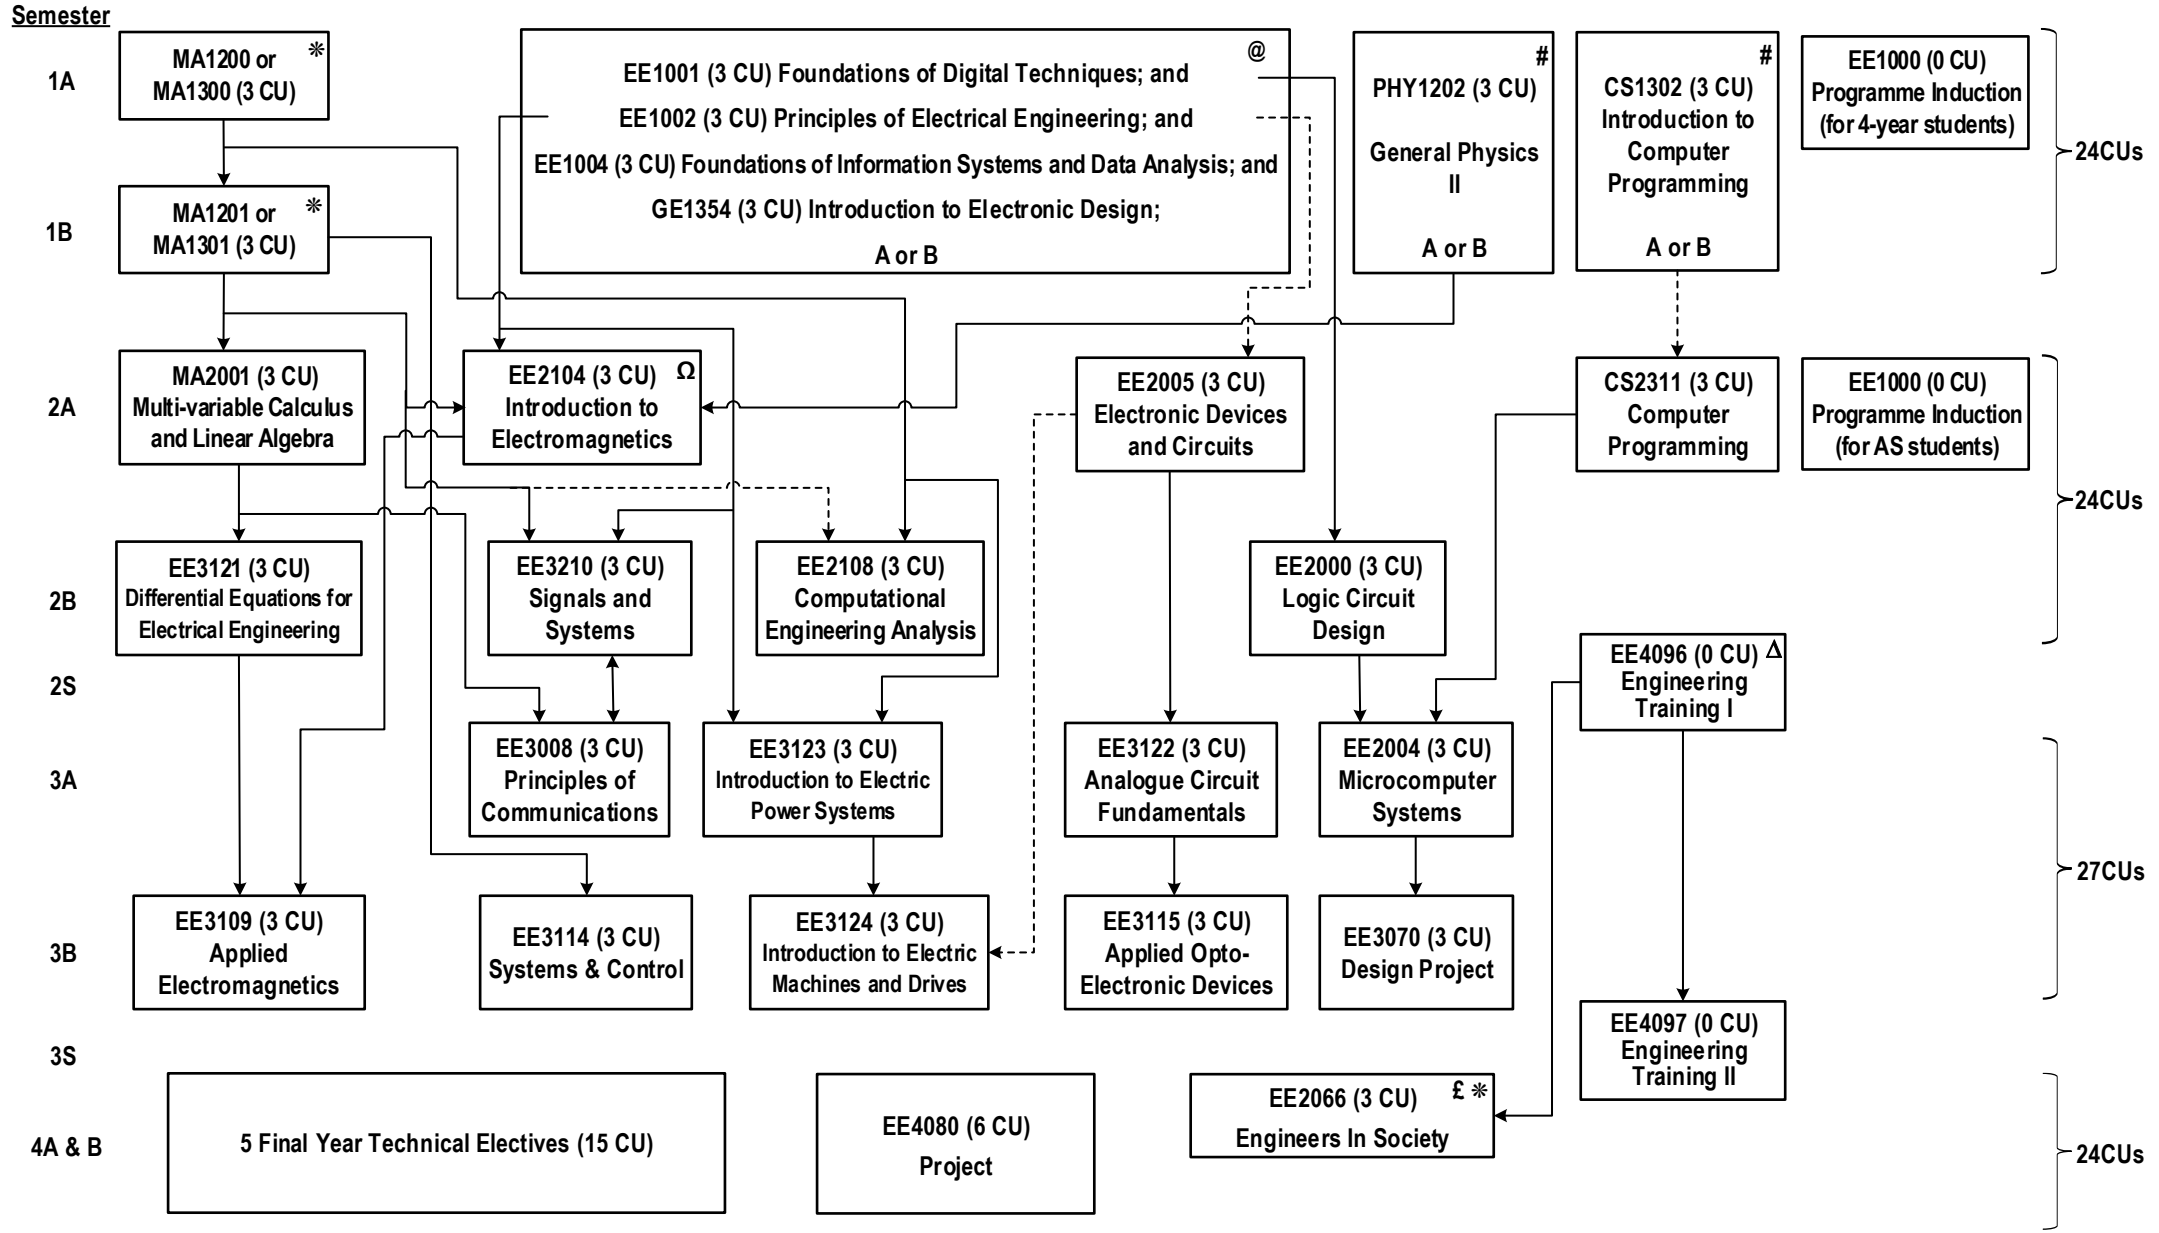 Semester
1A
MA1200 or
MA1300 (3 CU)
❊
@
EE1001 (3 CU) Foundations of Digital Techniques; and
EE1002 (3 CU) Principles of Electrical Engineering; and
EE1004 (3 CU) Foundations of Information Systems and Data Analysis; and
GE1354 (3 CU) Introduction to Electronic Design;
A or B
#
PHY1202 (3 CU)
General Physics
II
A or B
#
CS1302 (3 CU)
Introduction to
Computer
Programming
A or B
EE1000 (0 CU)
Programme Induction
(for 4-year students)
24CUs
1B
MA1201 or
MA1301 (3 CU)
❊
2A
MA2001 (3 CU)
Multi-variable Calculus
and Linear Algebra
EE2104 (3 CU) Ω
Introduction to
Electromagnetics
EE2005 (3 CU)
Electronic Devices
and Circuits
CS2311 (3 CU)
Computer
Programming
EE1000 (0 CU)
Programme Induction
(for AS students)
24CUs
2B
EE3121 (3 CU)
Differential Equations for
Electrical Engineering
EE3210 (3 CU)
Signals and
Systems
EE2108 (3 CU)
Computational
Engineering Analysis
EE2000 (3 CU)
Logic Circuit
Design
2S
EE4096 (0 CU) Δ
Engineering
Training I
3A
EE3008 (3 CU)
Principles of
Communications
EE3123 (3 CU)
Introduction to Electric
Power Systems
EE3122 (3 CU)
Analogue Circuit
Fundamentals
EE2004 (3 CU)
Microcomputer
Systems
27CUs
3B
EE3109 (3 CU)
Applied
Electromagnetics
EE3114 (3 CU)
Systems & Control
EE3124 (3 CU)
Introduction to Electric
Machines and Drives
EE3115 (3 CU)
Applied Opto-
Electronic Devices
EE3070 (3 CU)
Design Project
3S
EE4097 (0 CU)
Engineering
Training II
4A & B
5 Final Year Technical Electives (15 CU)
EE4080 (6 CU)
Project
EE2066 (3 CU) £ ❊
Engineers In Society
24CUs